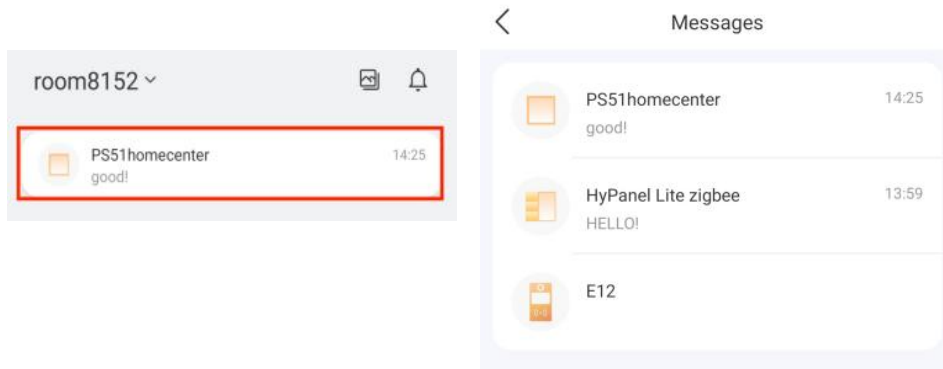 room8152
PS51homecenter 14:25
good!
Messages
PS51homecenter 14:25
good!
HyPanel Lite zigbee 13:59
HELLO!
E12